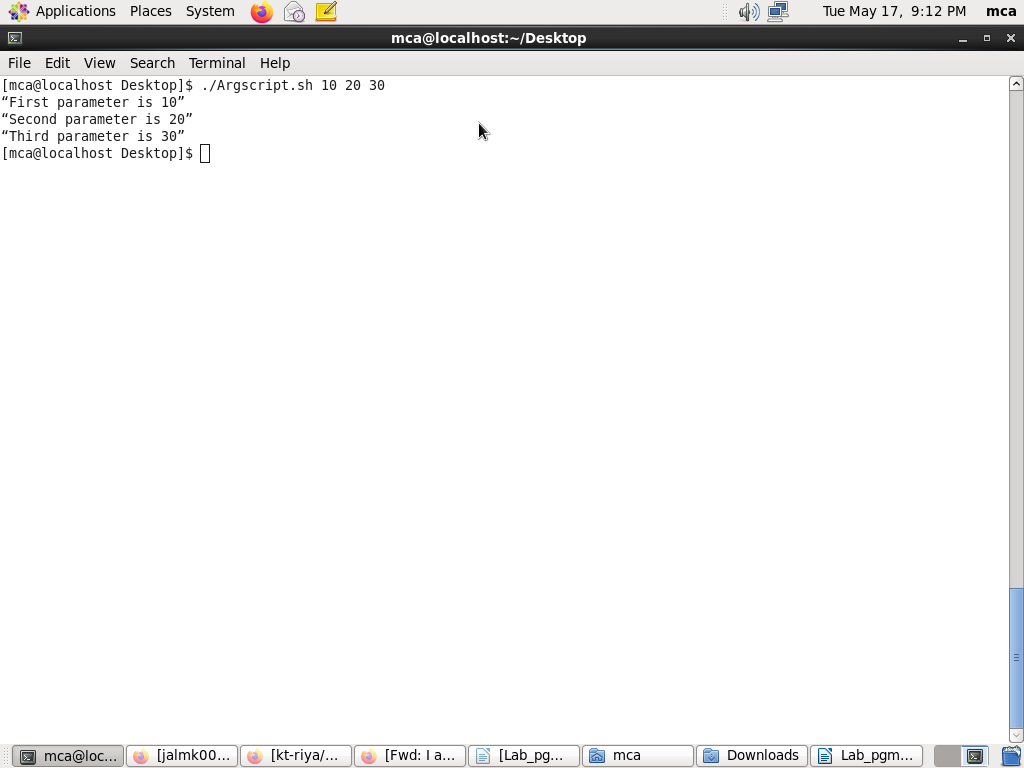 Applications Places System Tue May 17, 9:12 PM mca
mca@localhost:~/Desktop
File Edit View Search Terminal Help
[mca@localhost Desktop]$ ./Argscript.sh 10 20 30
“First parameter is 10”
“Second parameter is 20”
“Third parameter is 30”
[mca@localhost Desktop]$
mca@loc... [jalmk00... [kt-riya/... [Fwd: I a... [Lab_pg... mca Downloads Lab_pgm...